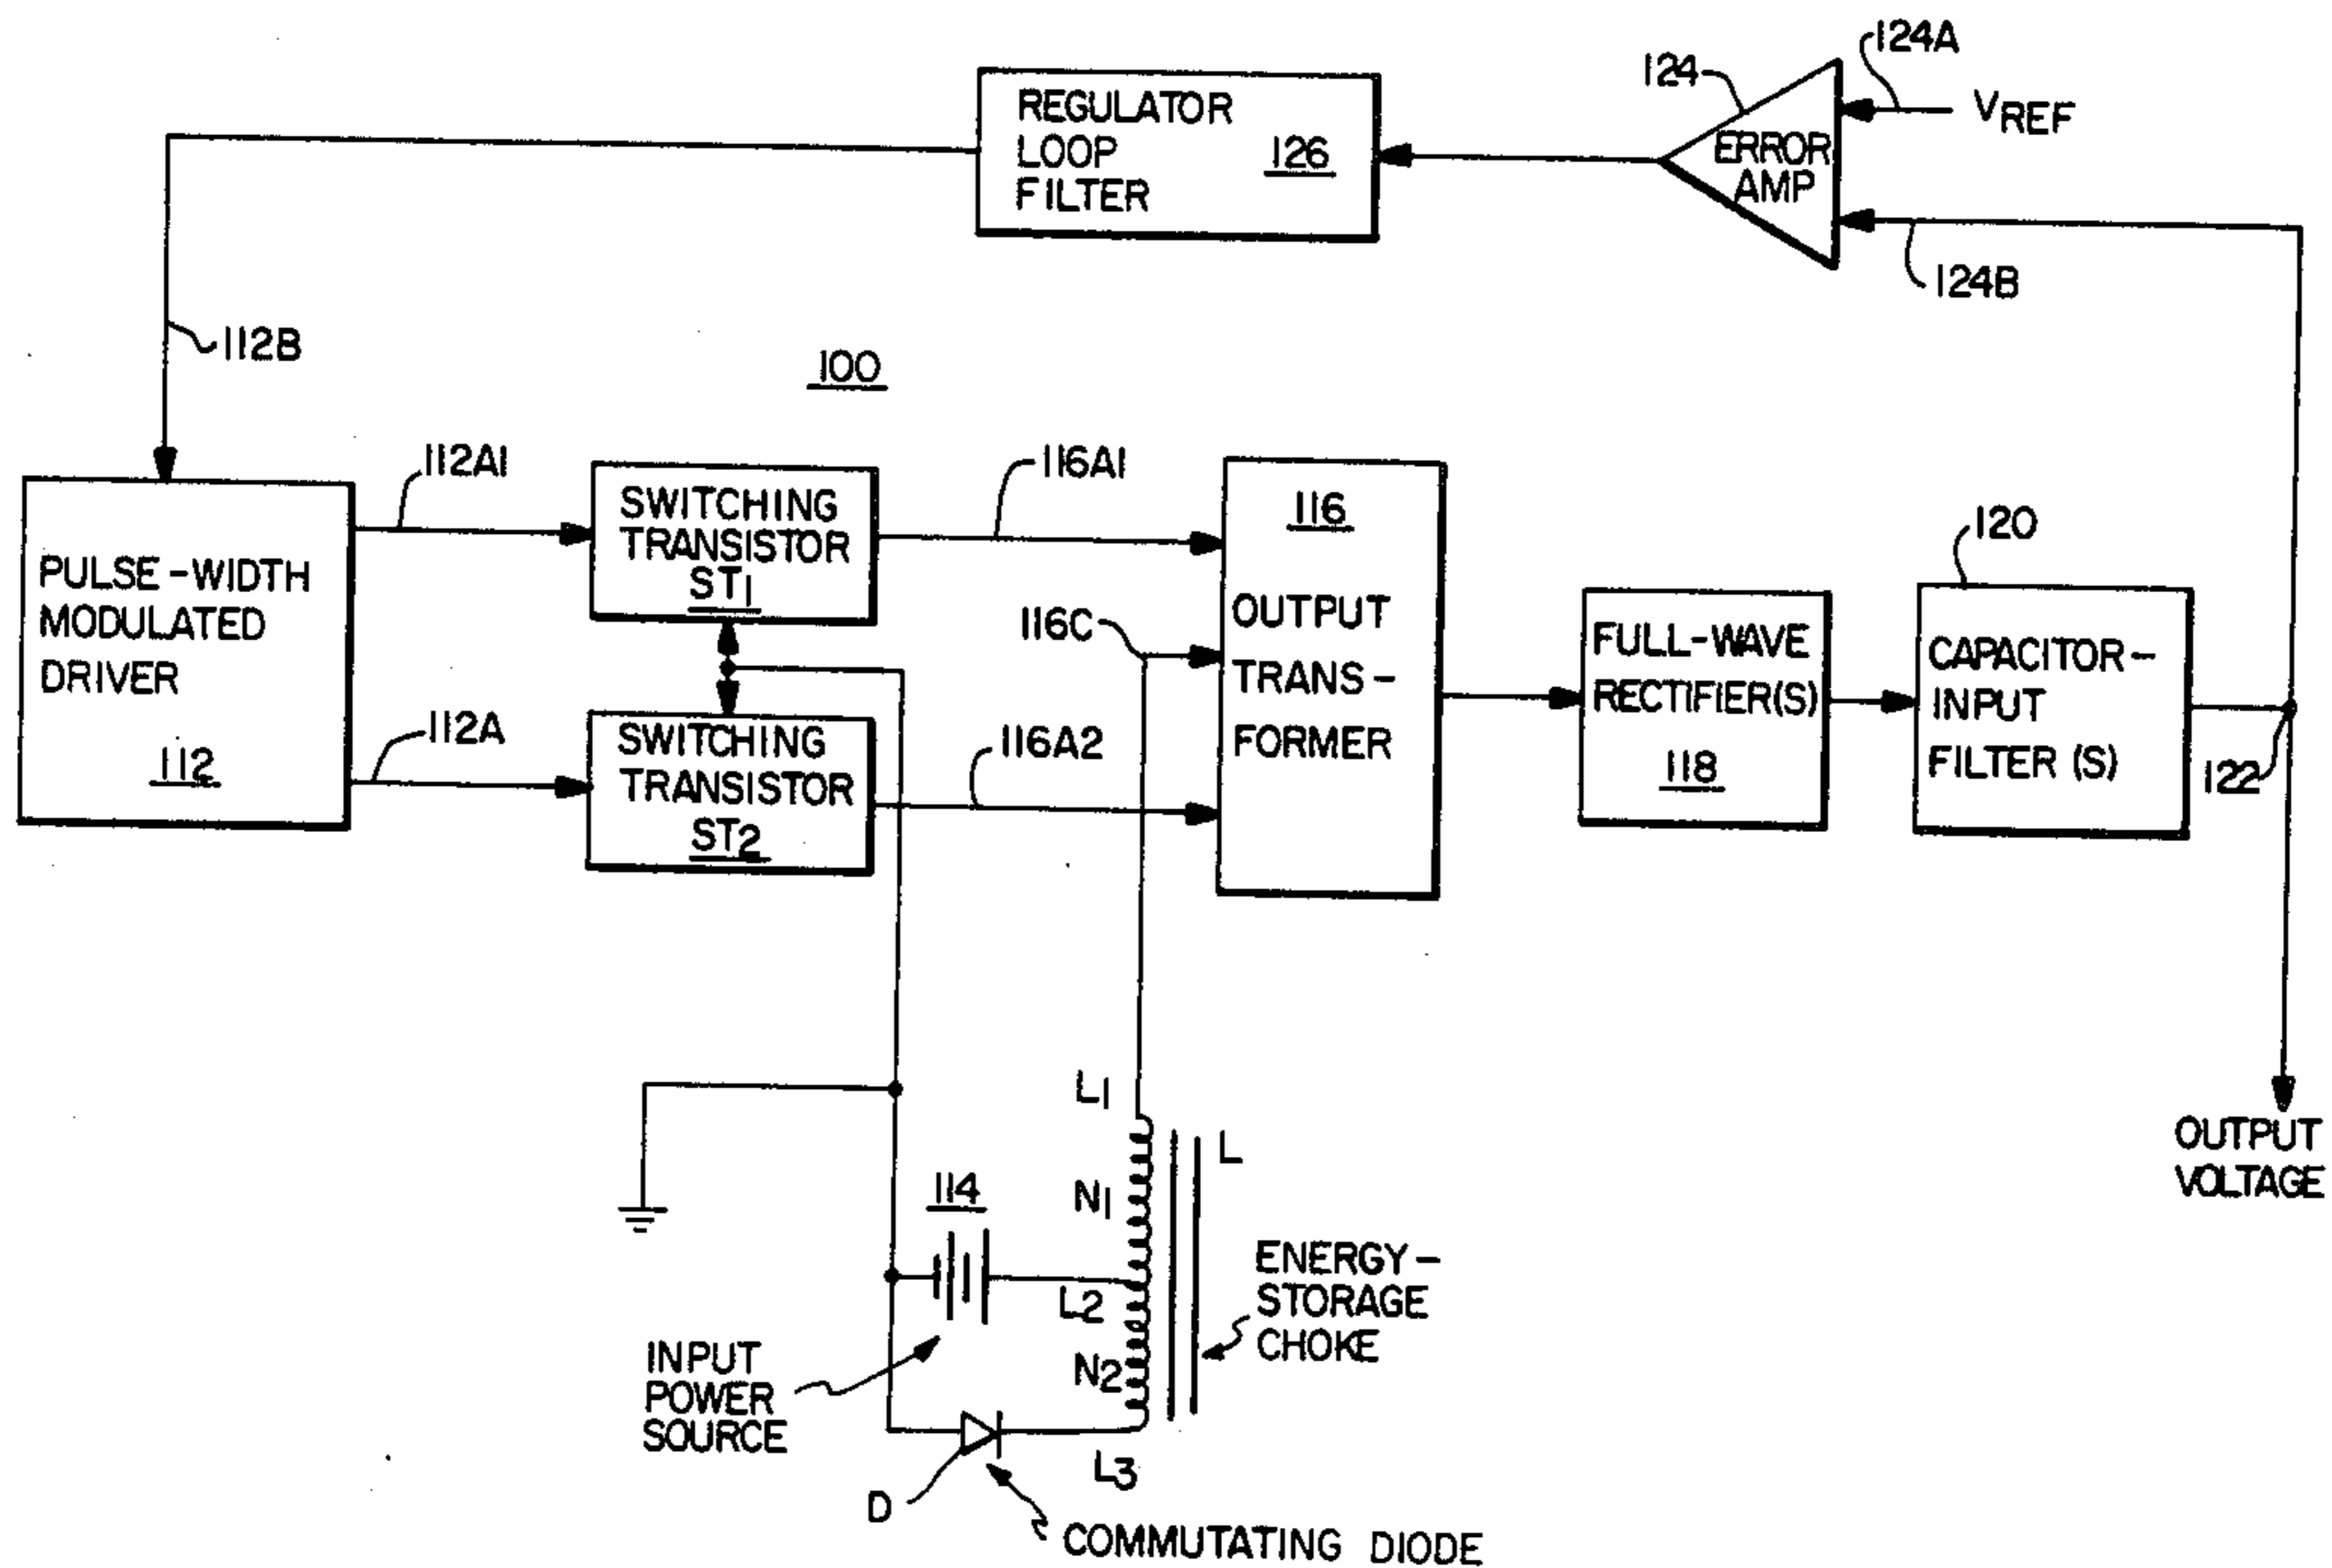 124A
124
VREF
REGULATOR
LOOP
FILTER
126
ERROR
AMP
124B
112B
100
112A1
116A1
SWITCHING
TRANSISTOR
ST1
116
PULSE-WIDTH
MODULATED
DRIVER
112
116C
OUTPUT
TRANS-
FORMER
120
FULL-WAVE
RECTIFIER(S)
118
CAPACITOR-
INPUT
FILTER (S)
122
112A
SWITCHING
TRANSISTOR
ST2
116A2
L1
L
N1
114
L2
N2
ENERGY-
STORAGE
CHOKE
OUTPUT
VOLTAGE
INPUT
POWER
SOURCE
L3
D
COMMUTATING DIODE